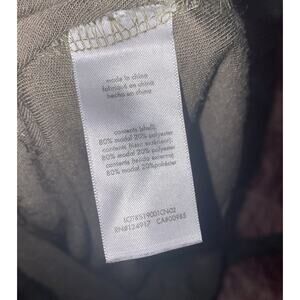 made in china
fabriqué en chine
hecho en china
contents (shell):
80% modal 20% polyester
contenu (tissu extérieur):
80% modal 20% polyester
contenido (tejido externo):
80% modal 20% poliéster
LOTRS19001CN02
RN#124917 CA#00985